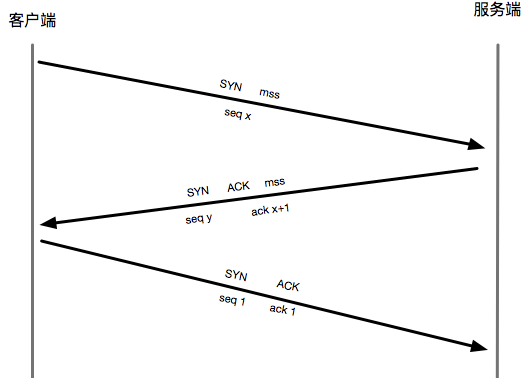 客户端
服务端
SYN mss
seq x
SYN ACK mss
seq y ack x+1
SYN ACK
seq 1 ack 1